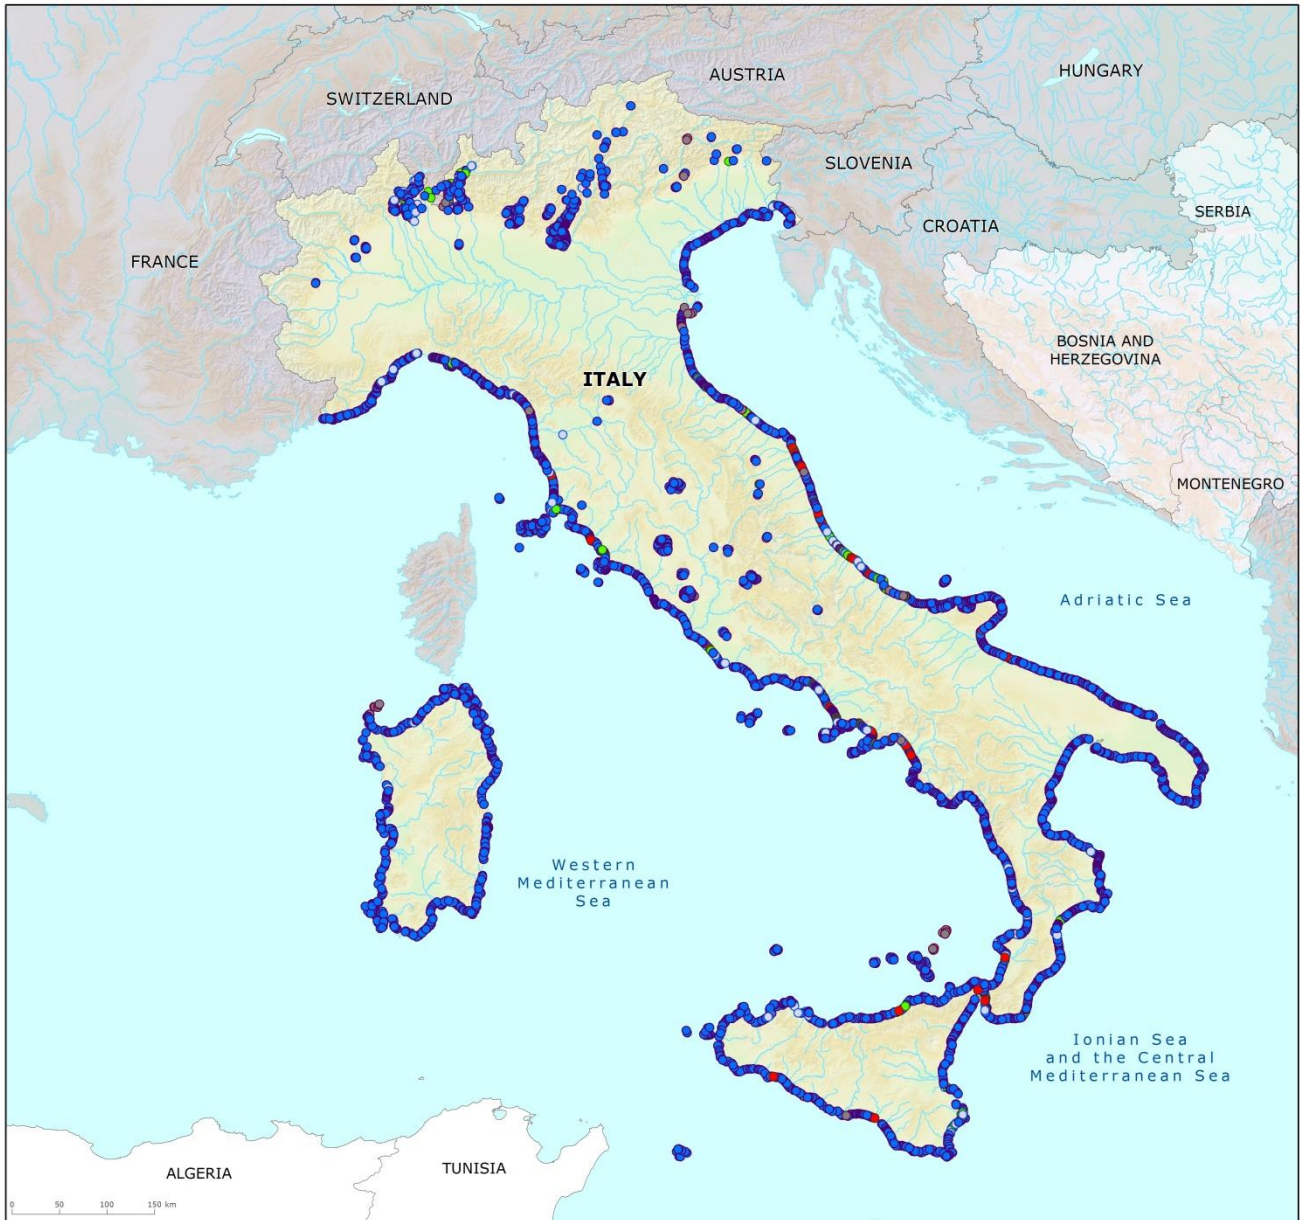 AUSTRIA
HUNGARY
SWITZERLAND
SLOVENIA
SERBIA
CROATIA
FRANCE
BOSNIA AND
HERZEGOVINA
ITALY
MONTENEGRO
Adriatic Sea
Western
Mediterranean
Sea
Ionian Sea
and the Central
Mediterranean Sea
ALGERIA
TUNISIA
0 50 100 150 km